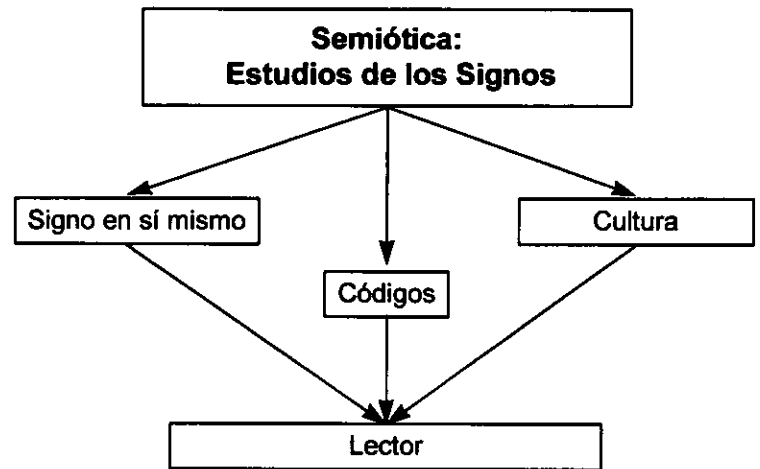 Semiótica:
Estudios de los Signos
Signo en sí mismo
Cultura
Códigos
Lector